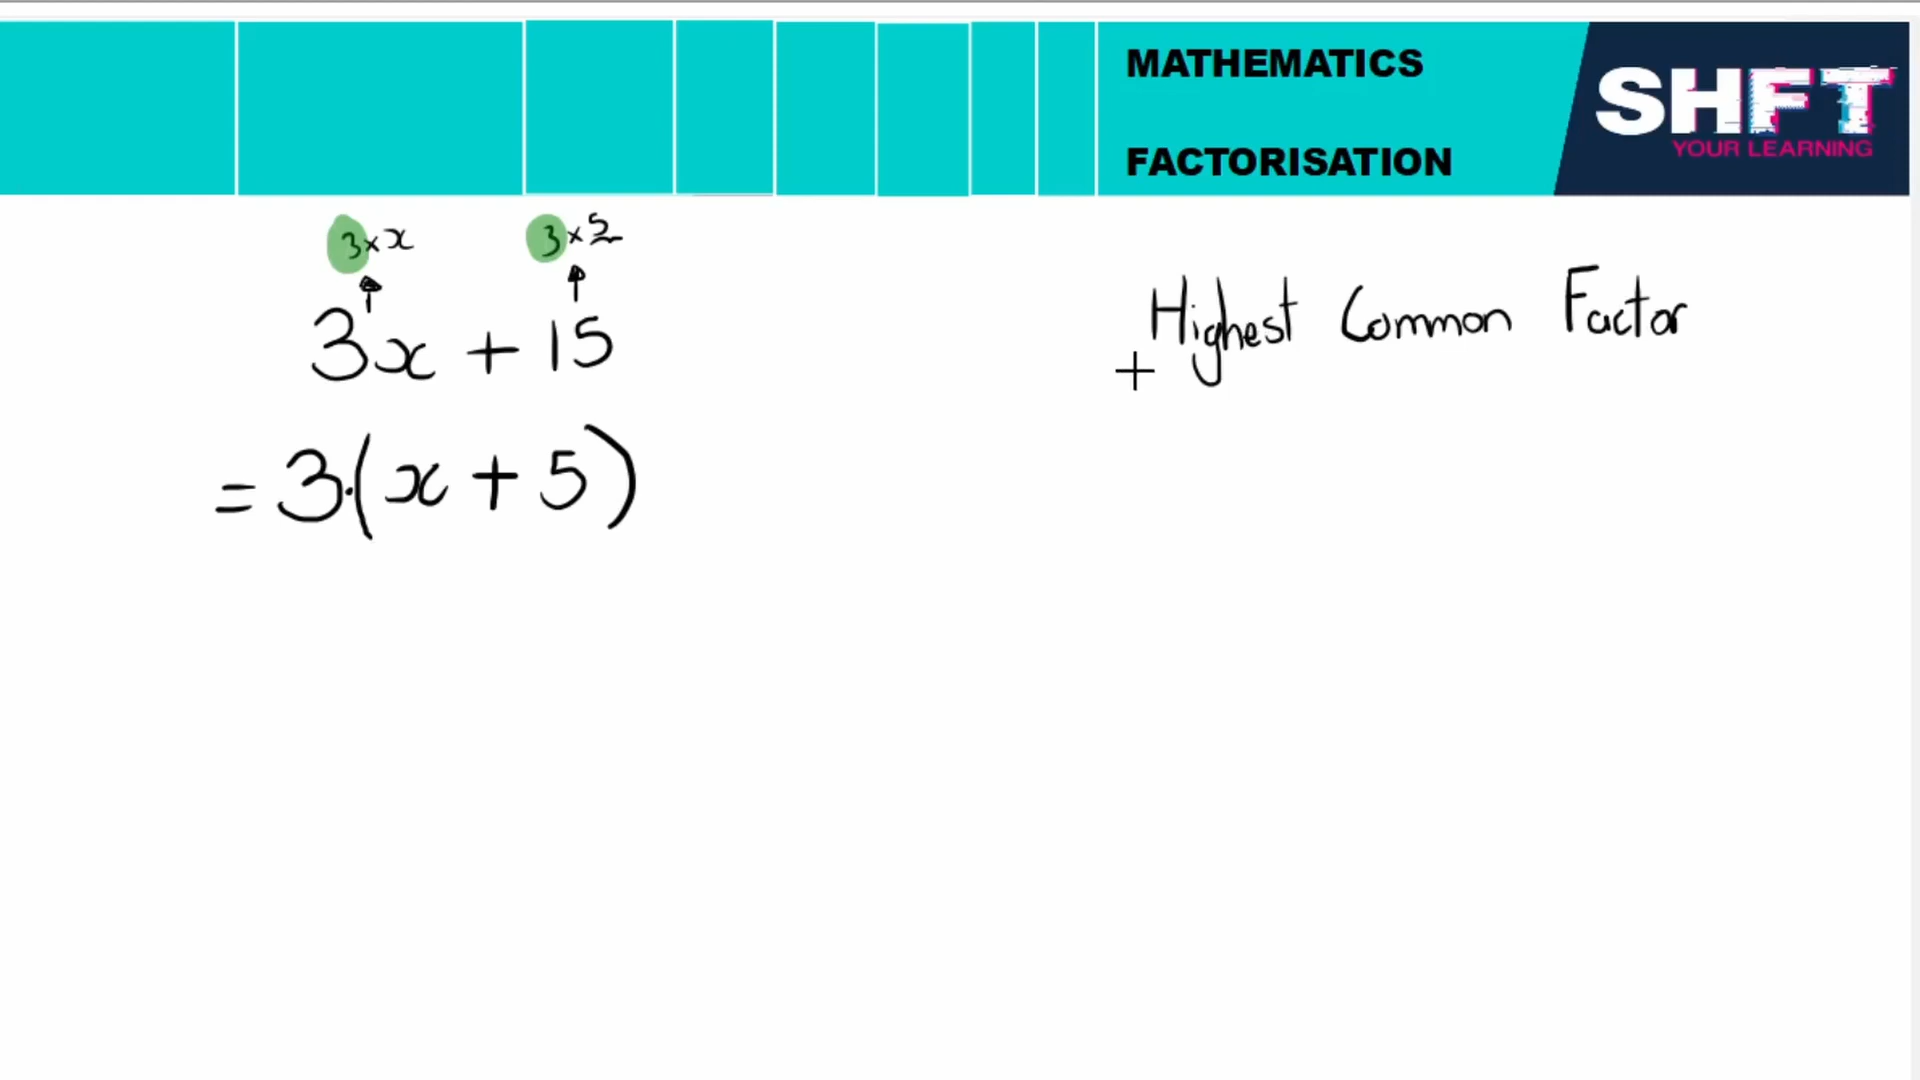 MATHEMATICS
FACTORISATION
SHFT
YOUR LEARNING
3 × x    3 × 5
3x + 15
= 3·(x + 5)
Highest Common Factor